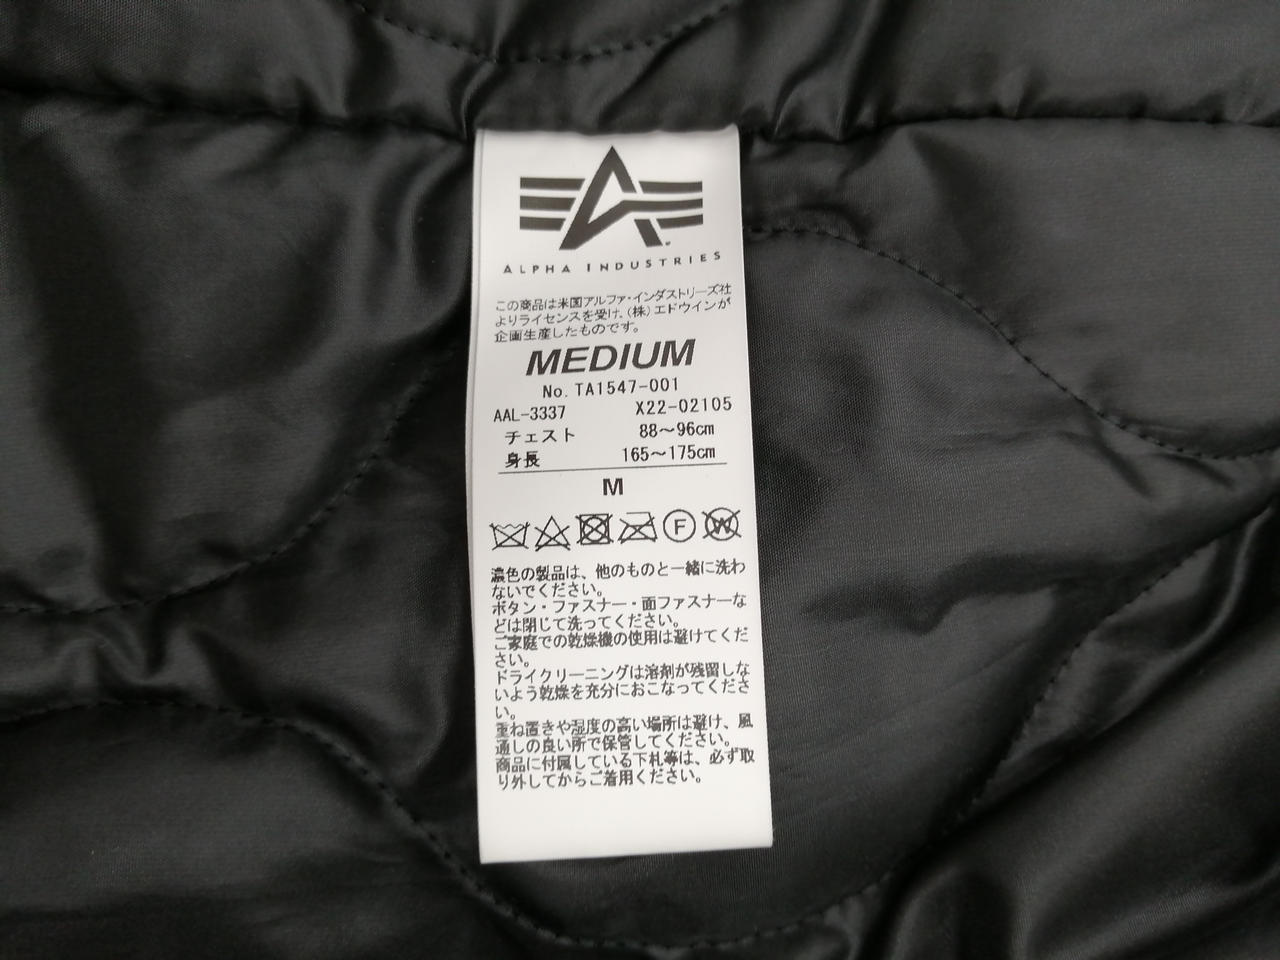 ALPHA INDUSTRIES
この商品は米国アルファ・インダストリーズ社
よりライセンスを受け、(株)エドウインが
企画生産したものです。
MEDIUM
No. TA1547-001
AAL-3337 X22-02105
チェスト 88～96cm
身長 165～175cm
M
F W
濃色の製品は、他のものと一緒に洗わ
ないでください。
ボタン・ファスナー・面ファスナーな
どは閉じて洗ってください。
ご家庭での乾燥機の使用は避けてくだ
さい。
ドライクリーニングは溶剤が残留しな
いよう乾燥を充分におこなってくださ
い。
重ね置きや湿度の高い場所は避け、風
通しの良い所で保管してください。
商品に付属している下札等は、必ず取
り外してからご着用ください。